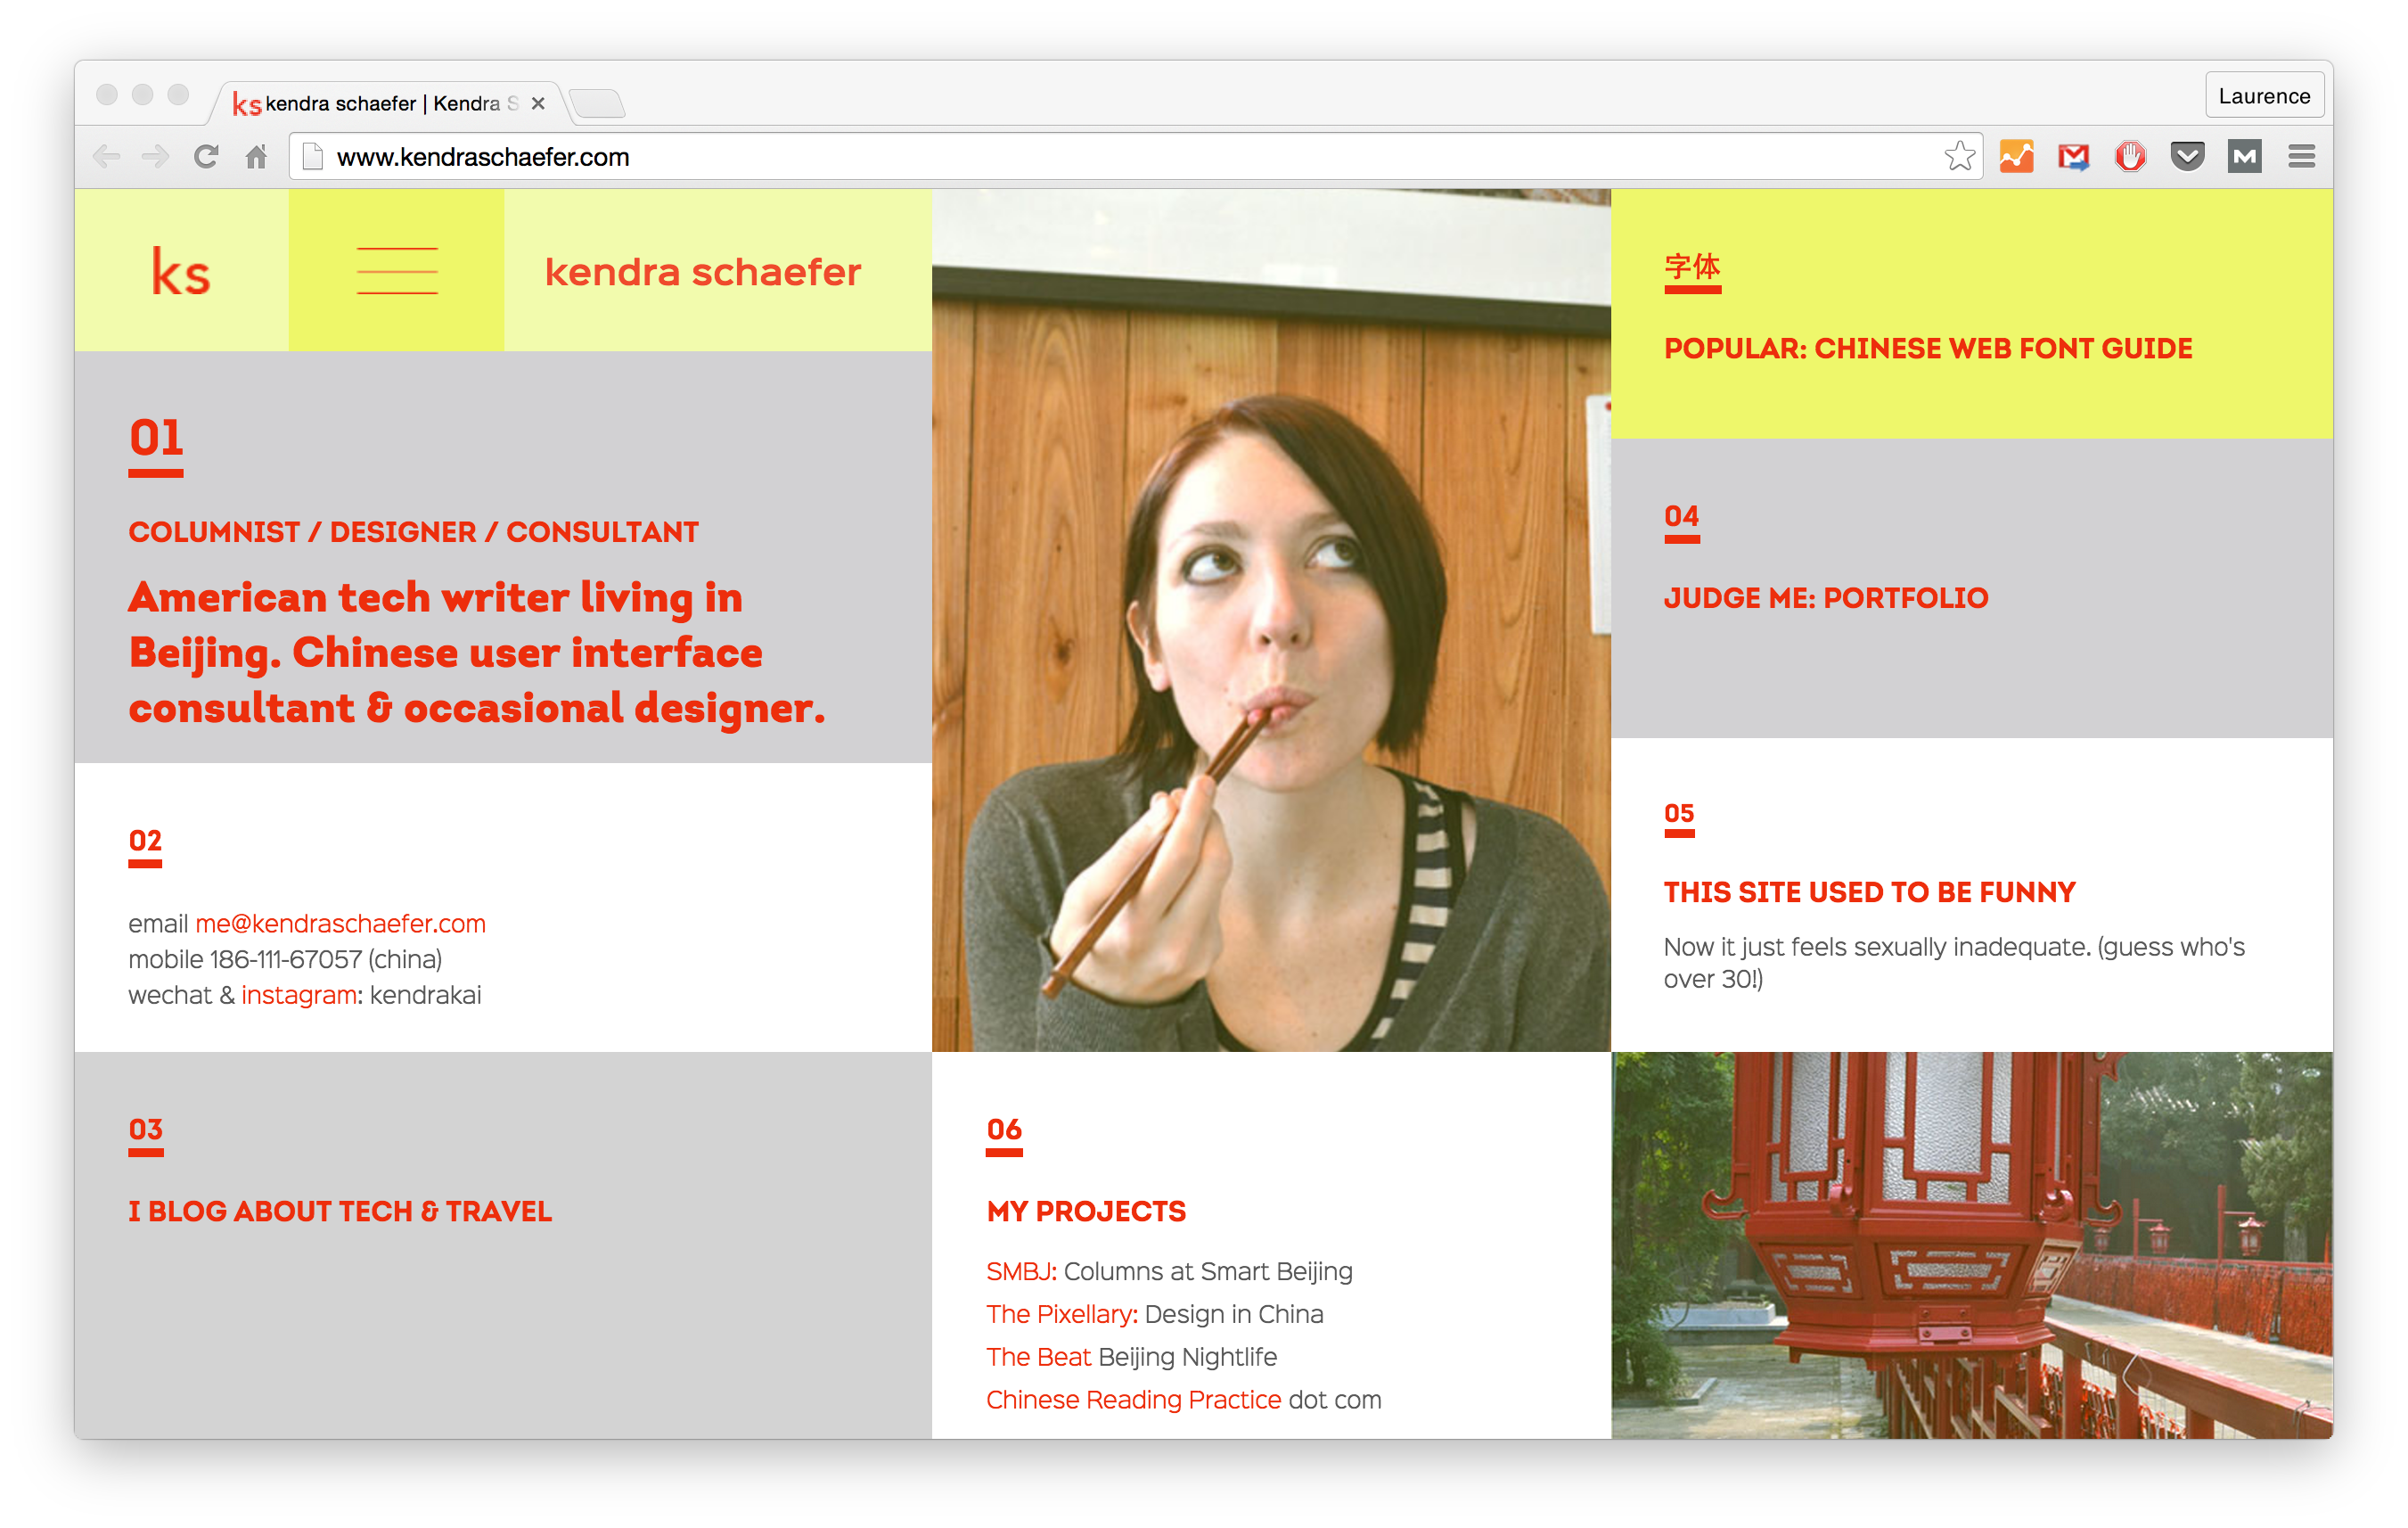 ks kendra schaefer | Kendra S
Laurence
www.kendraschaefer.com
ks
kendra schaefer
01
COLUMNIST / DESIGNER / CONSULTANT
American tech writer living in
Beijing. Chinese user interface
consultant & occasional designer.
02
email me@kendraschaefer.com
mobile 186-111-67057 (china)
wechat & instagram: kendrakai
03
I BLOG ABOUT TECH & TRAVEL
06
MY PROJECTS
SMBJ: Columns at Smart Beijing
The Pixellary: Design in China
The Beat Beijing Nightlife
Chinese Reading Practice dot com
字体
POPULAR: CHINESE WEB FONT GUIDE
04
JUDGE ME: PORTFOLIO
05
THIS SITE USED TO BE FUNNY
Now it just feels sexually inadequate. (guess who's
over 30!)